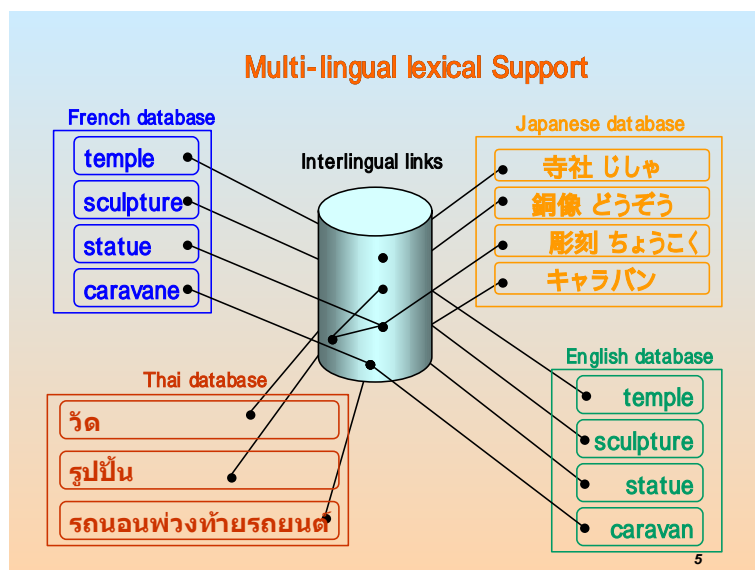 Multi-lingual lexical Support
French database
temple
sculpture
statue
caravane
Interlingual links
Japanese database
寺社 じしゃ
銅像 どうぞう
彫刻 ちょうこく
キャラバン
Thai database
วัด
รูปปั้น
รถนอนพ่วงท้ายรถยนต์
English database
temple
sculpture
statue
caravan
5